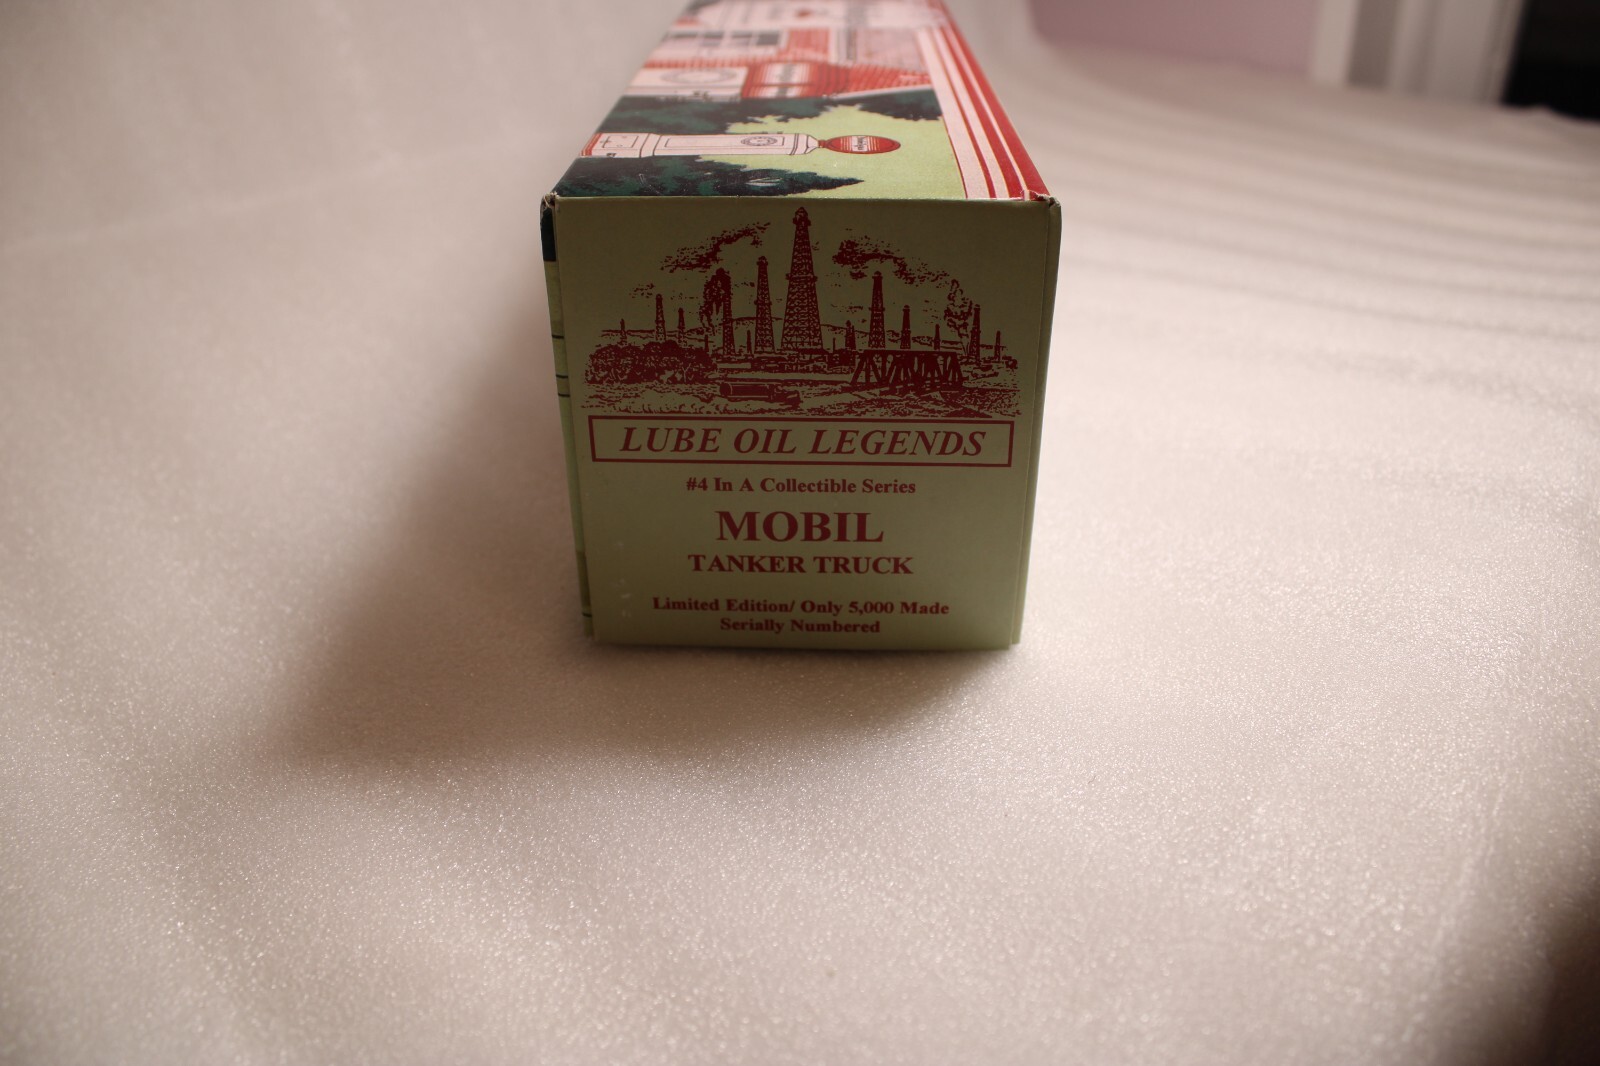 LUBE OIL LEGENDS
#4 In A Collectible Series
MOBIL
TANKER TRUCK
Limited Edition/ Only 5,000 Made
Serially Numbered